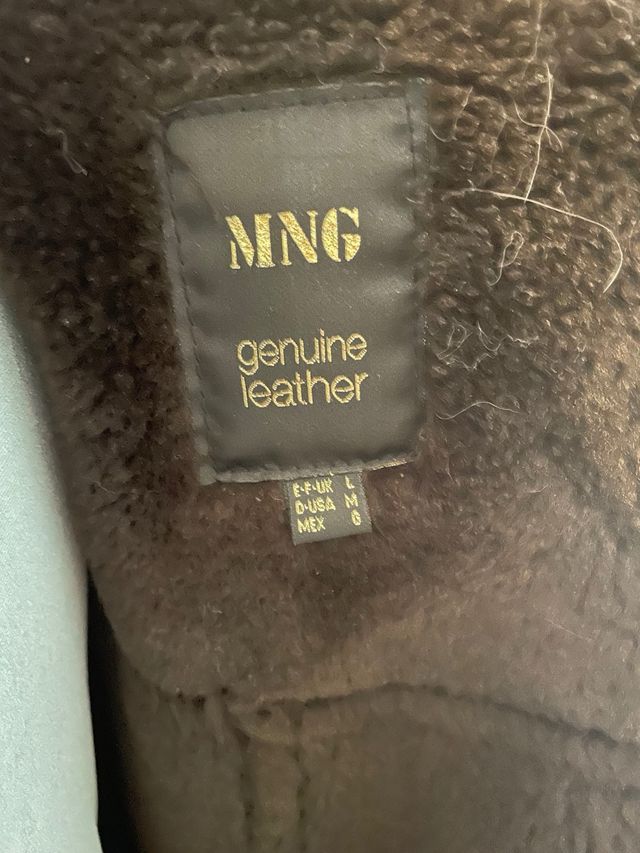 MNG
genuine
leather
E-F-UK L
D-USA M
MEX G